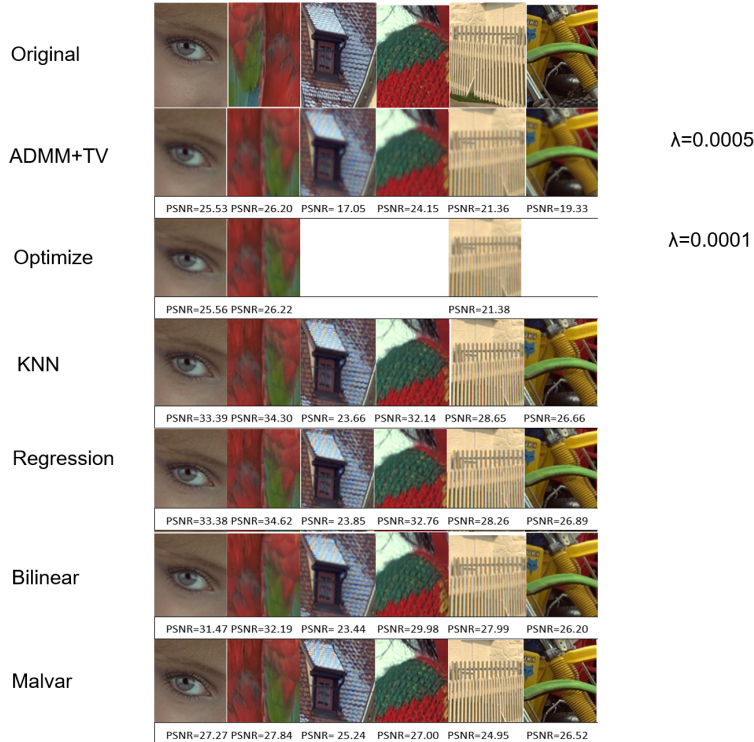 Original
ADMM+TV
λ=0.0005
PSNR=25.53 PSNR=26.20 PSNR= 17.05 PSNR=24.15 PSNR=21.36 PSNR=19.33
Optimize
λ=0.0001
PSNR=25.56 PSNR=26.22 PSNR=21.38
KNN
PSNR=33.39 PSNR=34.30 PSNR= 23.66 PSNR=32.14 PSNR=28.65 PSNR=26.66
Regression
PSNR=33.38 PSNR=34.62 PSNR= 23.85 PSNR=32.76 PSNR=28.26 PSNR=26.89
Bilinear
PSNR=31.47 PSNR=32.19 PSNR= 23.44 PSNR=29.98 PSNR=27.99 PSNR=26.20
Malvar
PSNR=27.27 PSNR=27.84 PSNR= 25.24 PSNR=27.00 PSNR=24.95 PSNR=26.52